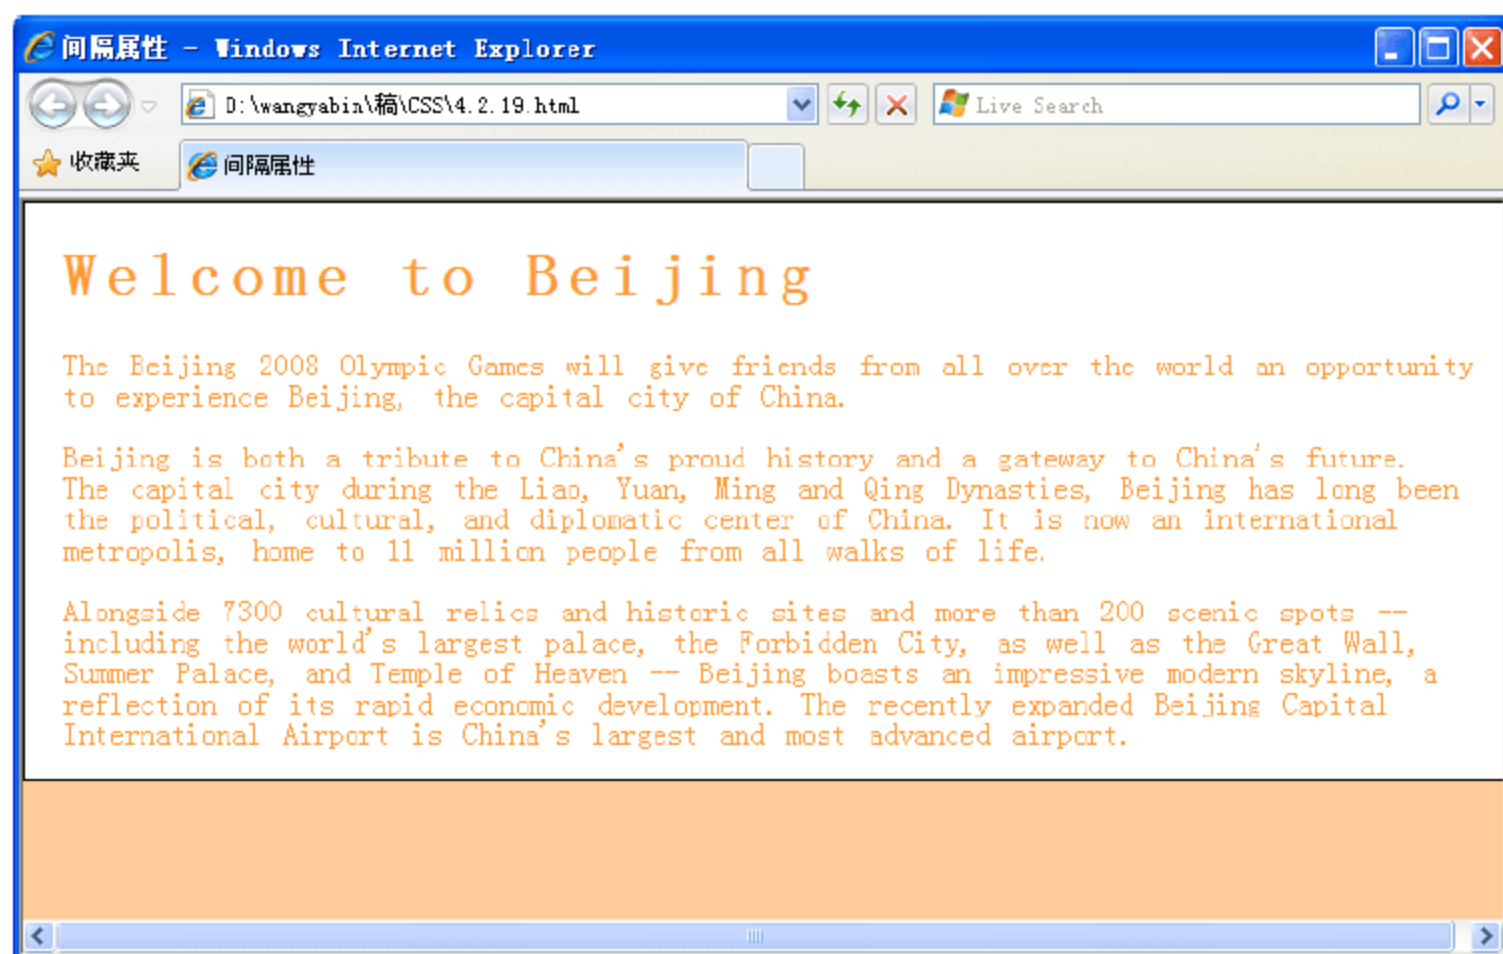 间隔属性 - Windows Internet Explorer
D:\wangyabin\稿\CSS\4.2.19.html
Live Search
收藏夹
间隔属性
Welcome to Beijing
The Beijing 2008 Olympic Games will give friends from all over the world an opportunity
to experience Beijing, the capital city of China.
Beijing is both a tribute to China's proud history and a gateway to China's future.
The capital city during the Liao, Yuan, Ming and Qing Dynasties, Beijing has long been
the political, cultural, and diplomatic center of China. It is now an international
metropolis, home to 11 million people from all walks of life.
Alongside 7300 cultural relics and historic sites and more than 200 scenic spots --
including the world's largest palace, the Forbidden City, as well as the Great Wall,
Summer Palace, and Temple of Heaven -- Beijing boasts an impressive modern skyline, a
reflection of its rapid economic development. The recently expanded Beijing Capital
International Airport is China's largest and most advanced airport.